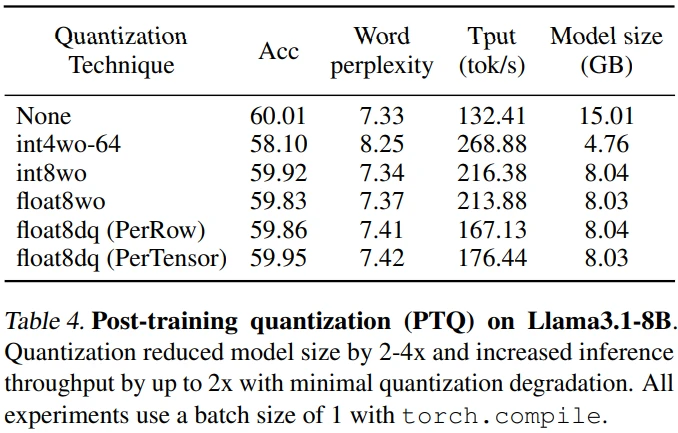 Quantization Technique Acc Word perplexity Tput (tok/s) Model size (GB)
None 60.01 7.33 132.41 15.01
int4wo-64 58.10 8.25 268.88 4.76
int8wo 59.92 7.34 216.38 8.04
float8wo 59.83 7.37 213.88 8.03
float8dq (PerRow) 59.86 7.41 167.13 8.04
float8dq (PerTensor) 59.95 7.42 176.44 8.03
Table 4. Post-training quantization (PTQ) on Llama3.1-8B.
Quantization reduced model size by 2-4x and increased inference
throughput by up to 2x with minimal quantization degradation. All
experiments use a batch size of 1 with torch.compile.